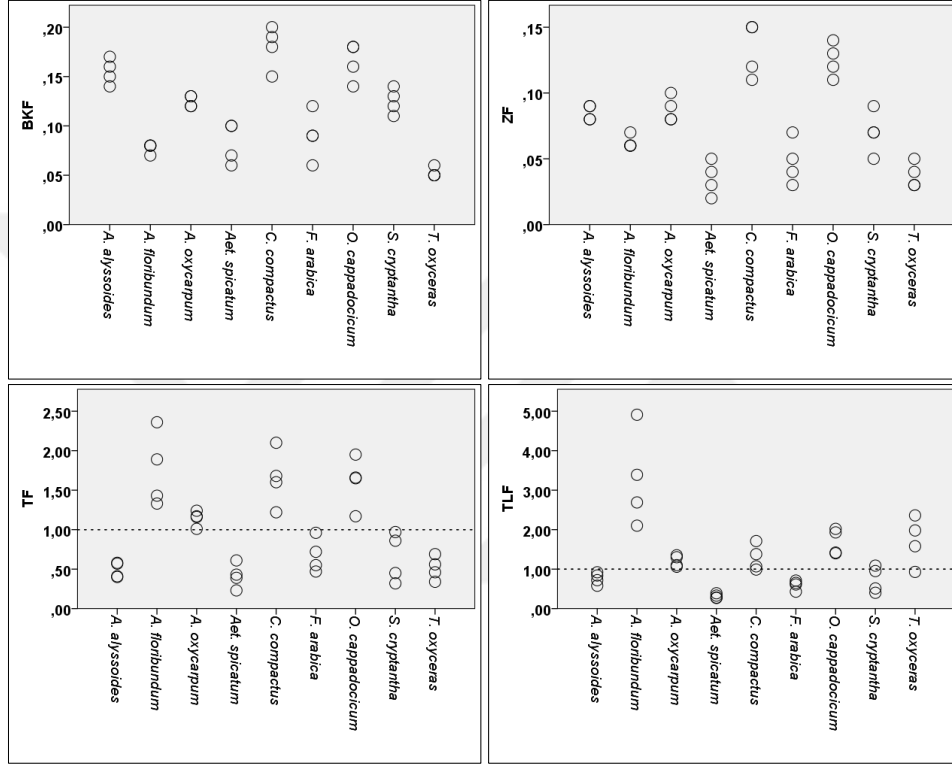 BKF
,20
,15
,10
,05
,00
A. alyssoides
A. floribundum
A. oxycarpum
Aet. spicatum
C. compactus
F. arabica
O. cappadocicum
S. cryptantha
T. oxyceras
ZF
,15
,10
,05
,00
A. alyssoides
A. floribundum
A. oxycarpum
Aet. spicatum
C. compactus
F. arabica
O. cappadocicum
S. cryptantha
T. oxyceras
TF
2,50
2,00
1,50
1,00
,50
,00
A. alyssoides
A. floribundum
A. oxycarpum
Aet. spicatum
C. compactus
F. arabica
O. cappadocicum
S. cryptantha
T. oxyceras
TLF
5,00
4,00
3,00
2,00
1,00
,00
A. alyssoides
A. floribundum
A. oxycarpum
Aet. spicatum
C. compactus
F. arabica
O. cappadocicum
S. cryptantha
T. oxyceras